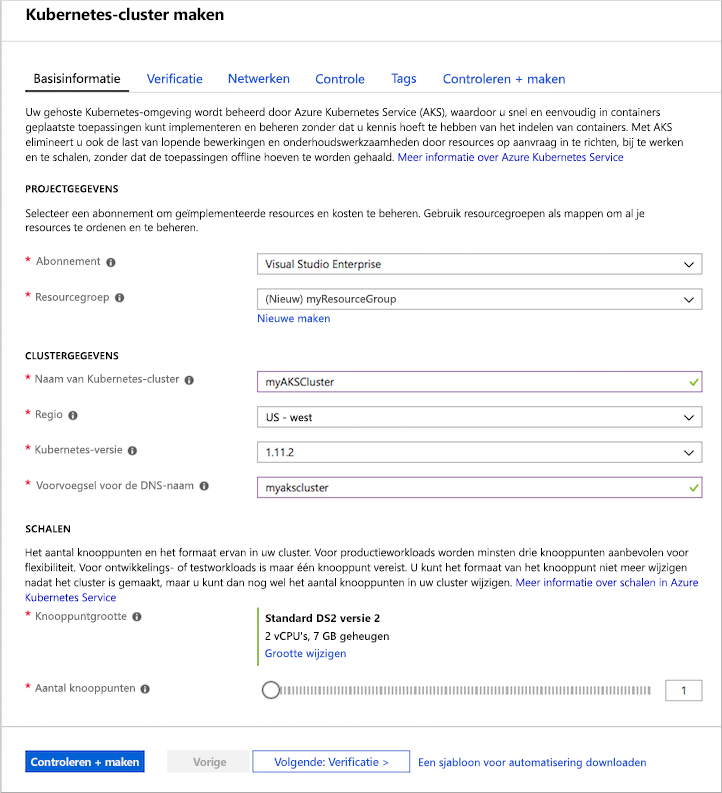 Kubernetes-cluster maken
Basisinformatie Verificatie Netwerken Controle Tags Controleren + maken
Uw gehoste Kubernetes-omgeving wordt beheerd door Azure Kubernetes Service (AKS), waardoor u snel en eenvoudig in containers
geplaatste toepassingen kunt implementeren en beheren zonder dat u kennis hoeft te hebben van het indelen van containers. Met AKS
elimineert u ook de last van lopende bewerkingen en onderhoudswerkzaamheden door resources op aanvraag in te richten, bij te werken
en te schalen, zonder dat de toepassingen offline hoeven te worden gehaald. Meer informatie over Azure Kubernetes Service
PROJECTGEGEVENS
Selecteer een abonnement om geïmplementeerde resources en kosten te beheren. Gebruik resourcegroepen als mappen om al je
resources te ordenen en te beheren.
* Abonnement Visual Studio Enterprise
* Resourcegroep (Nieuw) myResourceGroup
Nieuwe maken
CLUSTERGEGEVENS
* Naam van Kubernetes-cluster myAKSCluster
* Regio US - west
* Kubernetes-versie 1.11.2
* Voorvoegsel voor de DNS-naam myakscluster
SCHALEN
Het aantal knooppunten en het formaat ervan in uw cluster. Voor productieworkloads worden minsten drie knooppunten aanbevolen voor
flexibiliteit. Voor ontwikkelings- of testworkloads is maar één knooppunt vereist. U kunt het formaat van het knooppunt niet meer wijzigen
nadat het cluster is gemaakt, maar u kunt dan nog wel het aantal knooppunten in uw cluster wijzigen. Meer informatie over schalen in Azure
Kubernetes Service
* Knooppuntgrootte Standard DS2 versie 2
2 vCPU's, 7 GB geheugen
Grootte wijzigen
* Aantal knooppunten 1
Controleren + maken Vorige Volgende: Verificatie > Een sjabloon voor automatisering downloaden